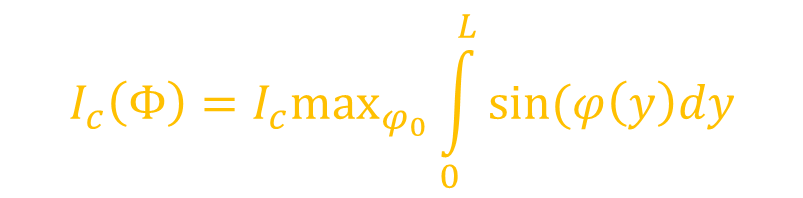 I_c(Φ) = I_c max_{φ_0} ∫_0^L sin(φ(y)dy